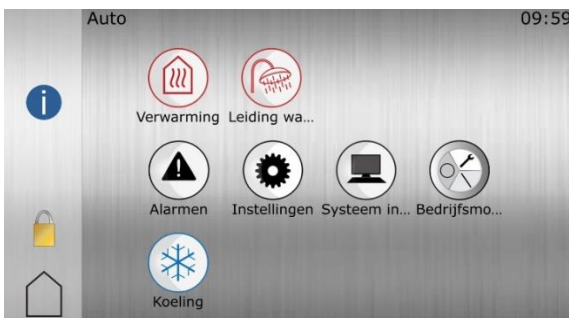 Auto 09:59
Verwarming Leiding wa...
Alarmen Instellingen Systeem in... Bedrijfsmo...
Koeling